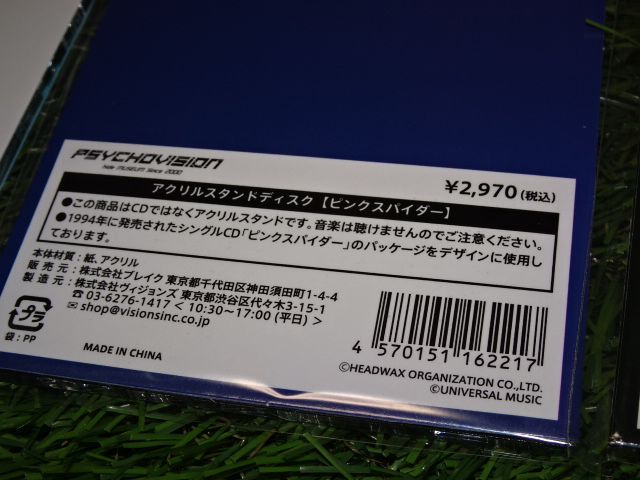 PSYCHOVISION
hide MUSEUM Since 2000
¥2,970(税込)
アクリルスタンドディスク【ピンクスパイダー】
●この商品はCDではなくアクリルスタンドです。音楽は聴けませんのでご注意ください。
●1994年に発売されたシングルCD「ピンクスパイダー」のパッケージをデザインに使用し
ております。
本体材質:紙、アクリル
販売元:株式会社ブレイク 東京都千代田区神田須田町1-4-4
製造元:株式会社ヴィジョンズ 東京都渋谷区代々木3-15-1
☎ 03-6276-1417 < 10:30~17:00 (平日) >
✉ shop@visionsinc.co.jp
プラ
袋:PP
MADE IN CHINA
4 570151 162217
©HEADWAX ORGANIZATION CO.,LTD.
©UNIVERSAL MUSIC